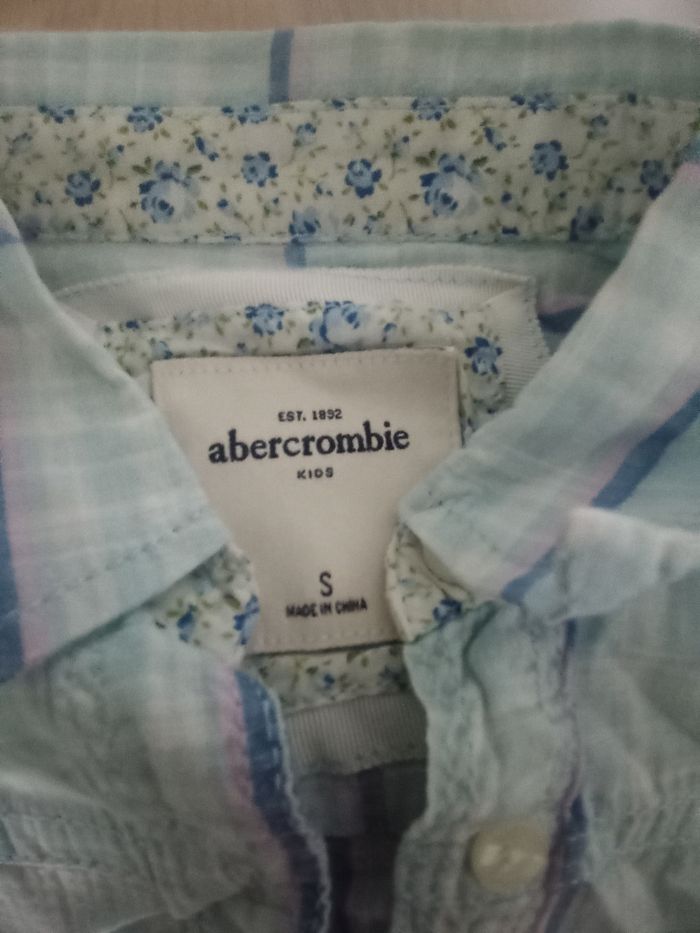 EST. 1892
abercrombie
KIDS
S
MADE IN CHINA